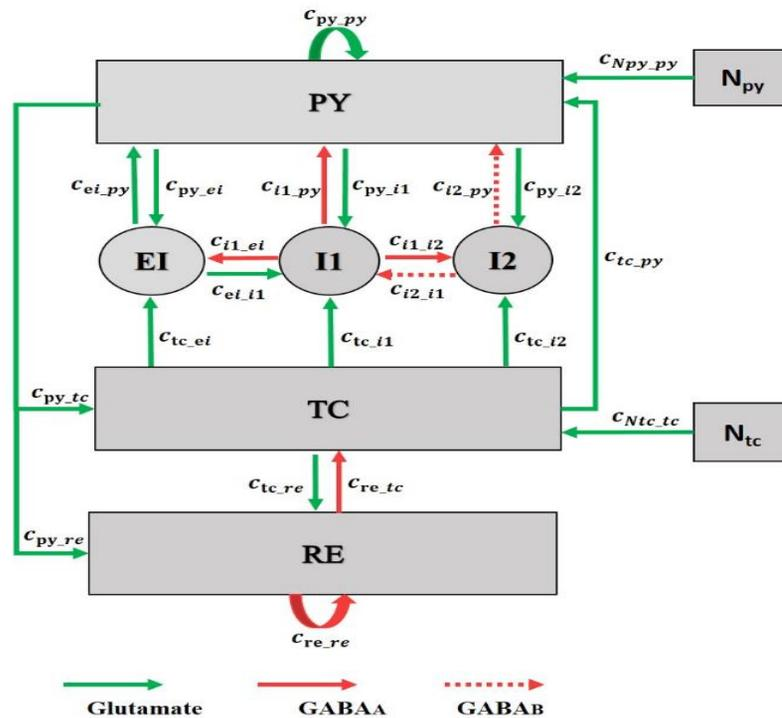 c_py_py
c_Npy_py
N_py
PY
c_ei_py
c_py_ei
c_i1_py
c_py_i1
c_i2_py
c_py_i2
c_i1_ei
c_i1_i2
EI
I1
I2
c_tc_py
c_ei_i1
c_i2_i1
c_tc_ei
c_tc_i1
c_tc_i2
c_py_tc
TC
c_Ntc_tc
N_tc
c_tc_re
c_re_tc
c_py_re
RE
c_re_re
Glutamate GABAA GABAB